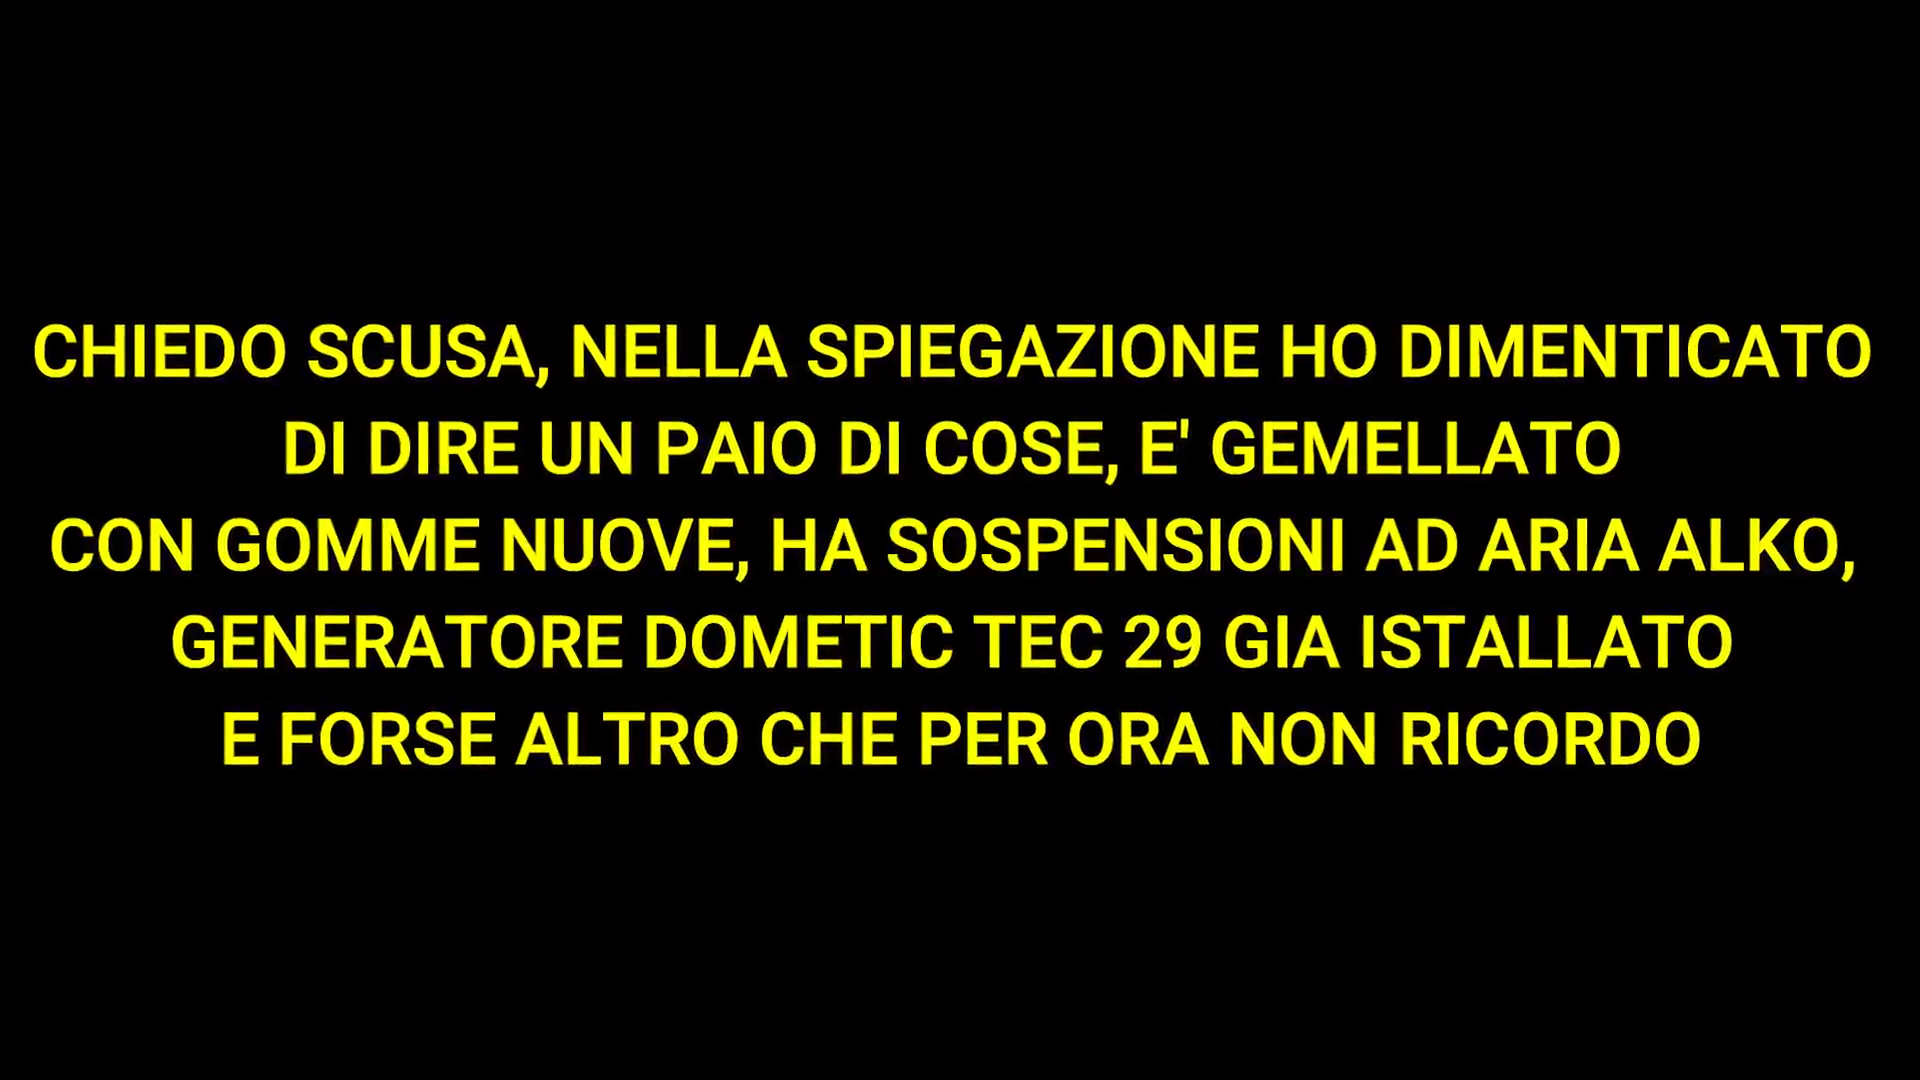 CHIEDO SCUSA, NELLA SPIEGAZIONE HO DIMENTICATO
DI DIRE UN PAIO DI COSE, E' GEMELLATO
CON GOMME NUOVE, HA SOSPENSIONI AD ARIA ALKO,
GENERATORE DOMETIC TEC 29 GIA ISTALLATO
E FORSE ALTRO CHE PER ORA NON RICORDO